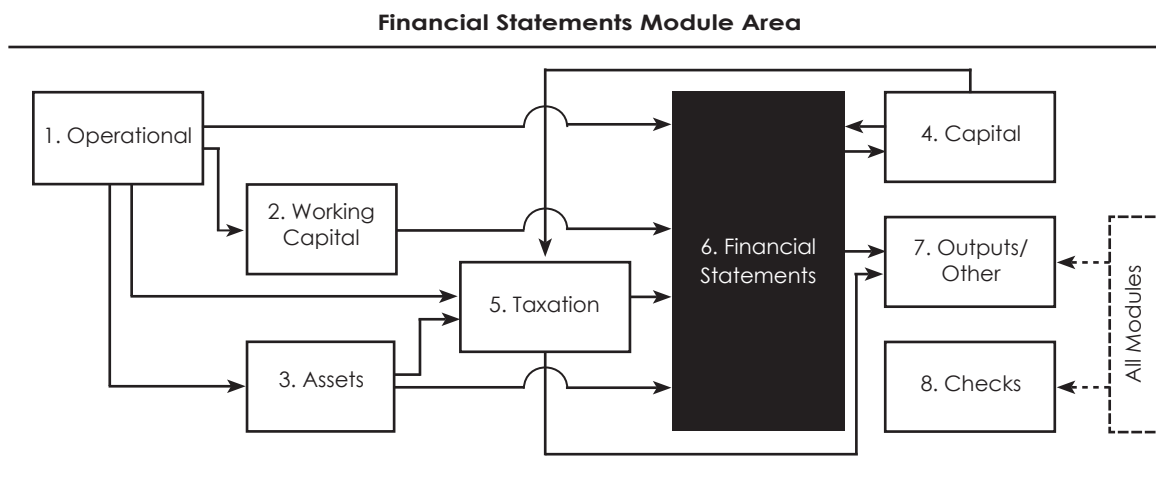 Financial Statements Module Area
1. Operational
2. Working
Capital
3. Assets
5. Taxation
6. Financial
Statements
4. Capital
7. Outputs/
Other
8. Checks
All Modules